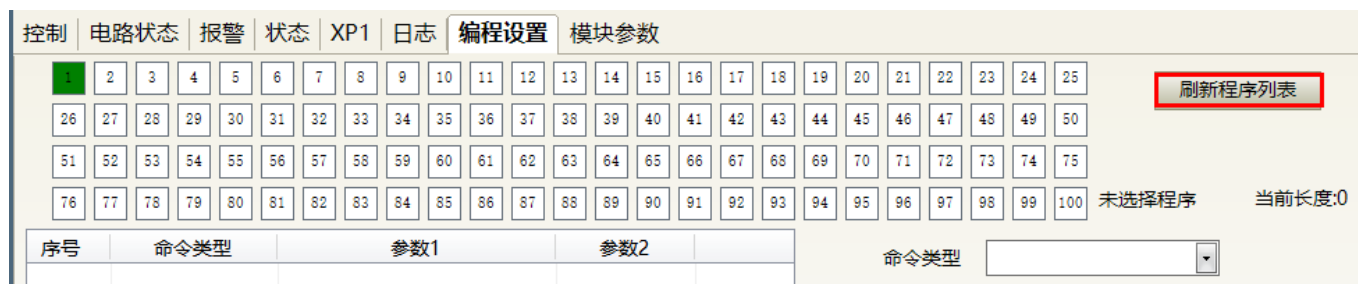 控制 电路状态 报警 状态 XP1 日志 编程设置 模块参数
1 2 3 4 5 6 7 8 9 10 11 12 13 14 15 16 17 18 19 20 21 22 23 24 25 刷新程序列表
26 27 28 29 30 31 32 33 34 35 36 37 38 39 40 41 42 43 44 45 46 47 48 49 50
51 52 53 54 55 56 57 58 59 60 61 62 63 64 65 66 67 68 69 70 71 72 73 74 75
76 77 78 79 80 81 82 83 84 85 86 87 88 89 90 91 92 93 94 95 96 97 98 99 100 未选择程序 当前长度:0
序号 命令类型 参数1 参数2 命令类型